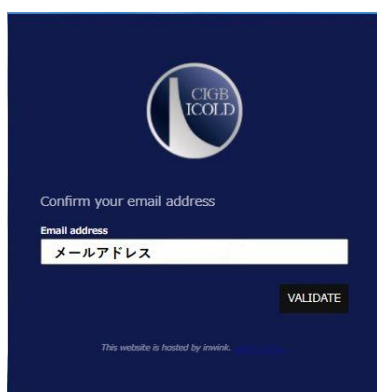 CIGB
ICOLD
Confirm your email address
Email address
メールアドレス
VALIDATE
This website is hosted by inwink.